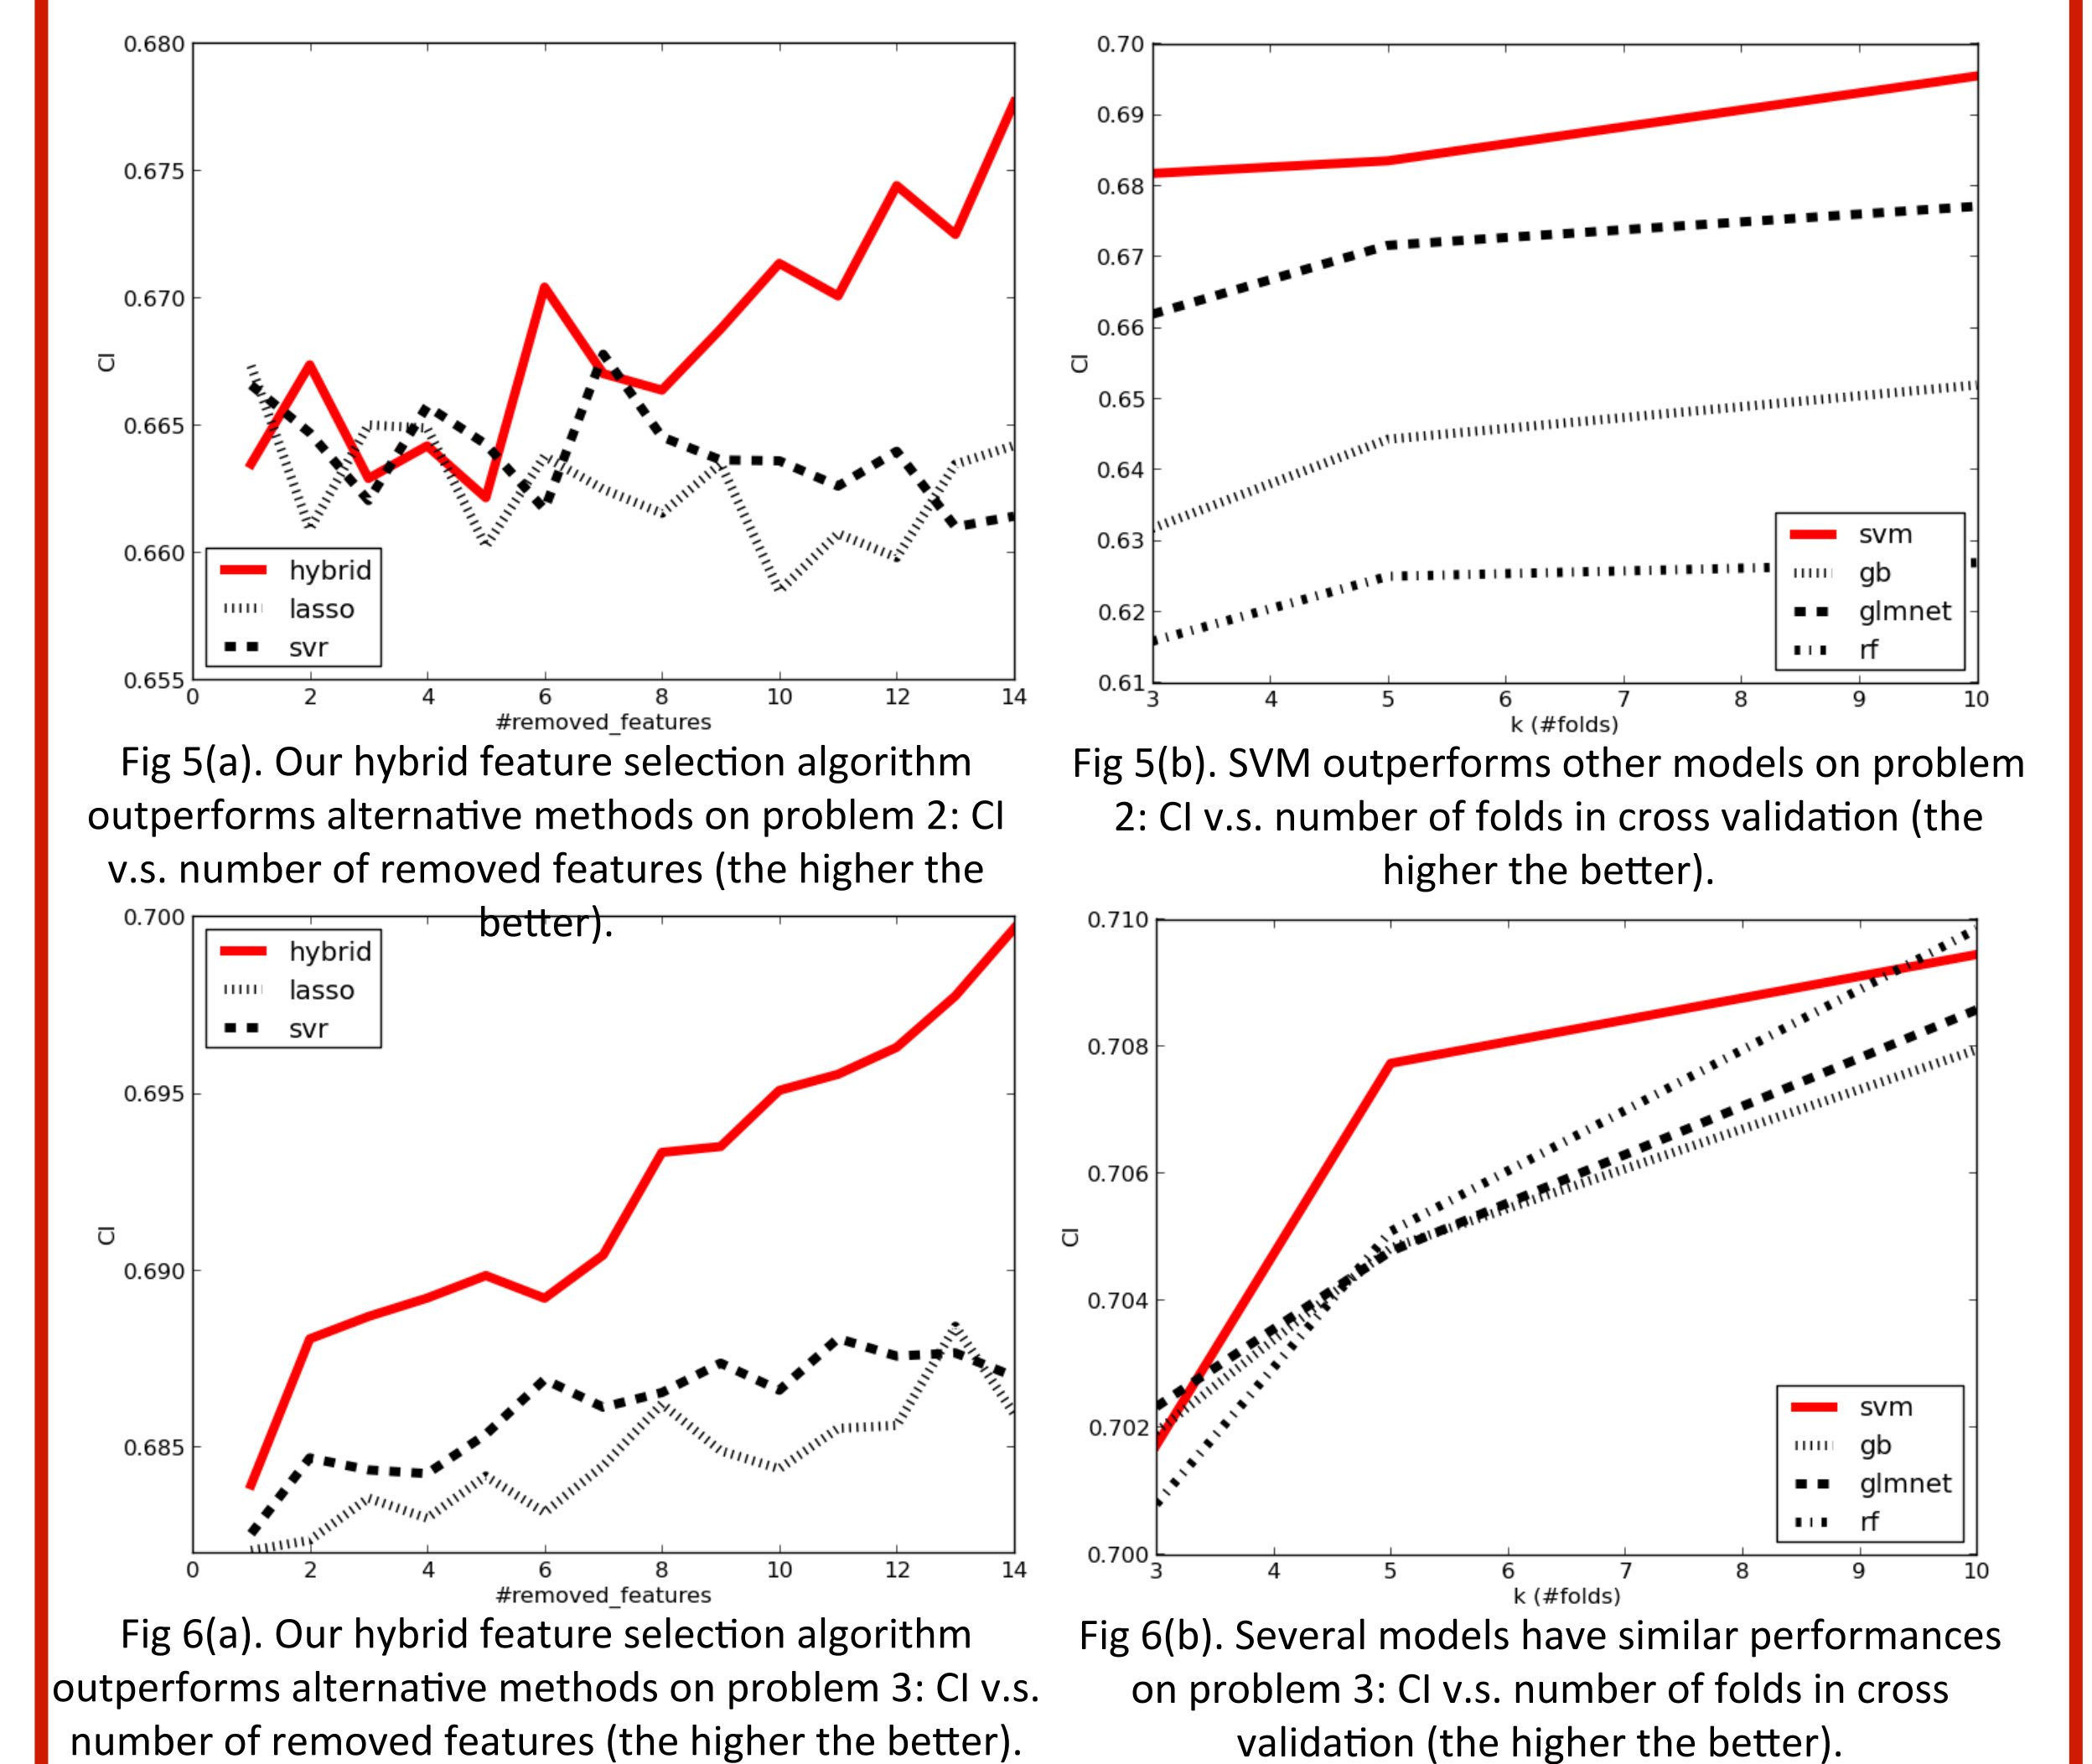 0.680
0.675
0.670
0.665
0.660
0.655
CI
hybrid
lasso
svr
0 2 4 6 8 10 12 14
#removed_features
Fig 5(a). Our hybrid feature selection algorithm
outperforms alternative methods on problem 2: CI
v.s. number of removed features (the higher the
better).
0.70
0.69
0.68
0.67
0.66
0.65
0.64
0.63
0.62
0.61
CI
svm
gb
glmnet
rf
3 4 5 6 7 8 9 10
k (#folds)
Fig 5(b). SVM outperforms other models on problem
2: CI v.s. number of folds in cross validation (the
higher the better).
0.700
0.695
0.690
0.685
CI
hybrid
lasso
svr
0 2 4 6 8 10 12 14
#removed_features
Fig 6(a). Our hybrid feature selection algorithm
outperforms alternative methods on problem 3: CI v.s.
number of removed features (the higher the better).
0.710
0.708
0.706
0.704
0.702
0.700
CI
svm
gb
glmnet
rf
3 4 5 6 7 8 9 10
k (#folds)
Fig 6(b). Several models have similar performances
on problem 3: CI v.s. number of folds in cross
validation (the higher the better).